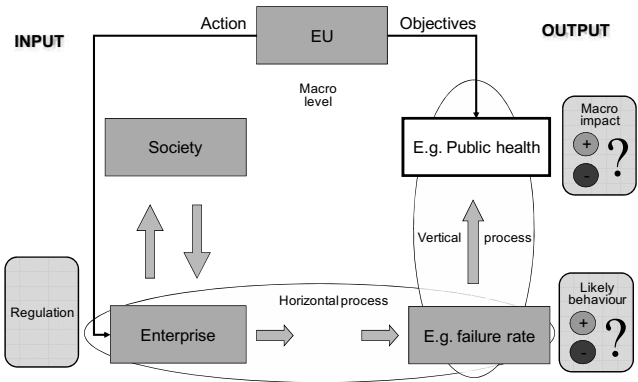 INPUT
Action
EU
Objectives
OUTPUT
Macro
level
Society
E.g. Public health
Macro
impact
+
-
?
Vertical process
Regulation
Horizontal process
Enterprise
E.g. failure rate
Likely
behaviour
+
-
?